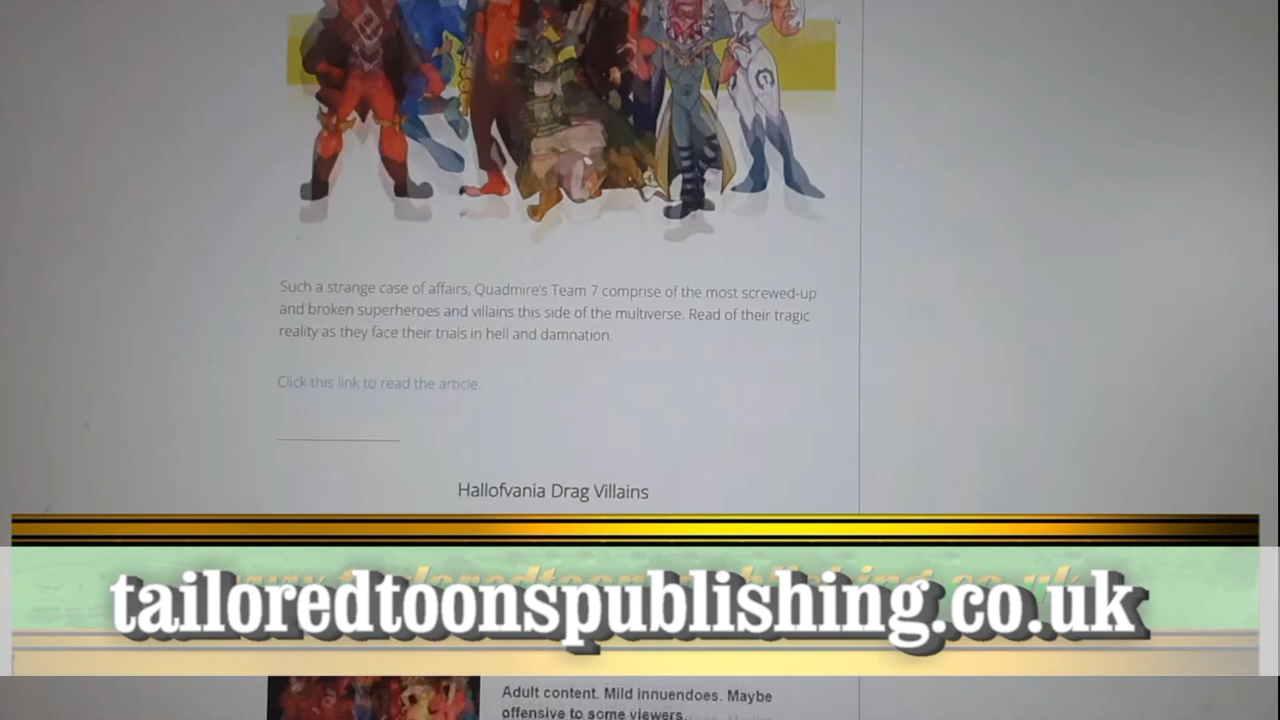 Such a strange case of affairs, Quadmire's Team 7 comprise of the most screwed-up
and broken superheroes and villains this side of the multiverse. Read of their tragic
reality as they face their trials in hell and damnation.
Click this link to read the article.
Hallofvania Drag Villains
tailoredtoonspublishing.co.uk
Adult content. Mild innuendoes. Maybe
offensive to some viewers.